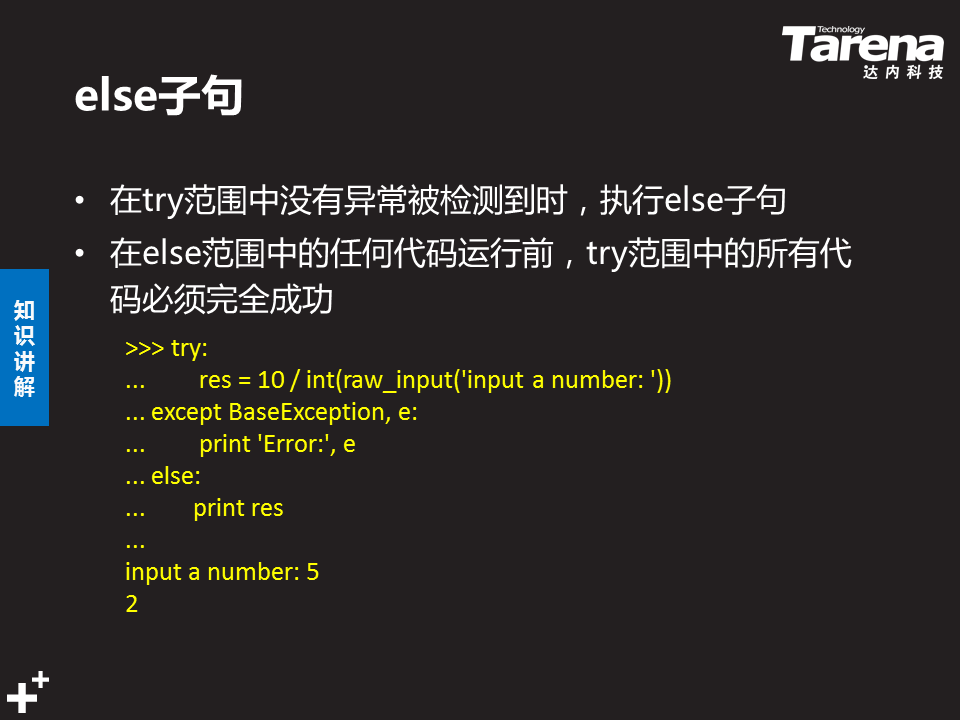 Technology
Tarena
达内科技
else子句
• 在try范围中没有异常被检测到时，执行else子句
• 在else范围中的任何代码运行前，try范围中的所有代
码必须完全成功
知识讲解
>>> try:
...        res = 10 / int(raw_input('input a number: '))
... except BaseException, e:
...        print 'Error:', e
... else:
...       print res
...
input a number: 5
2